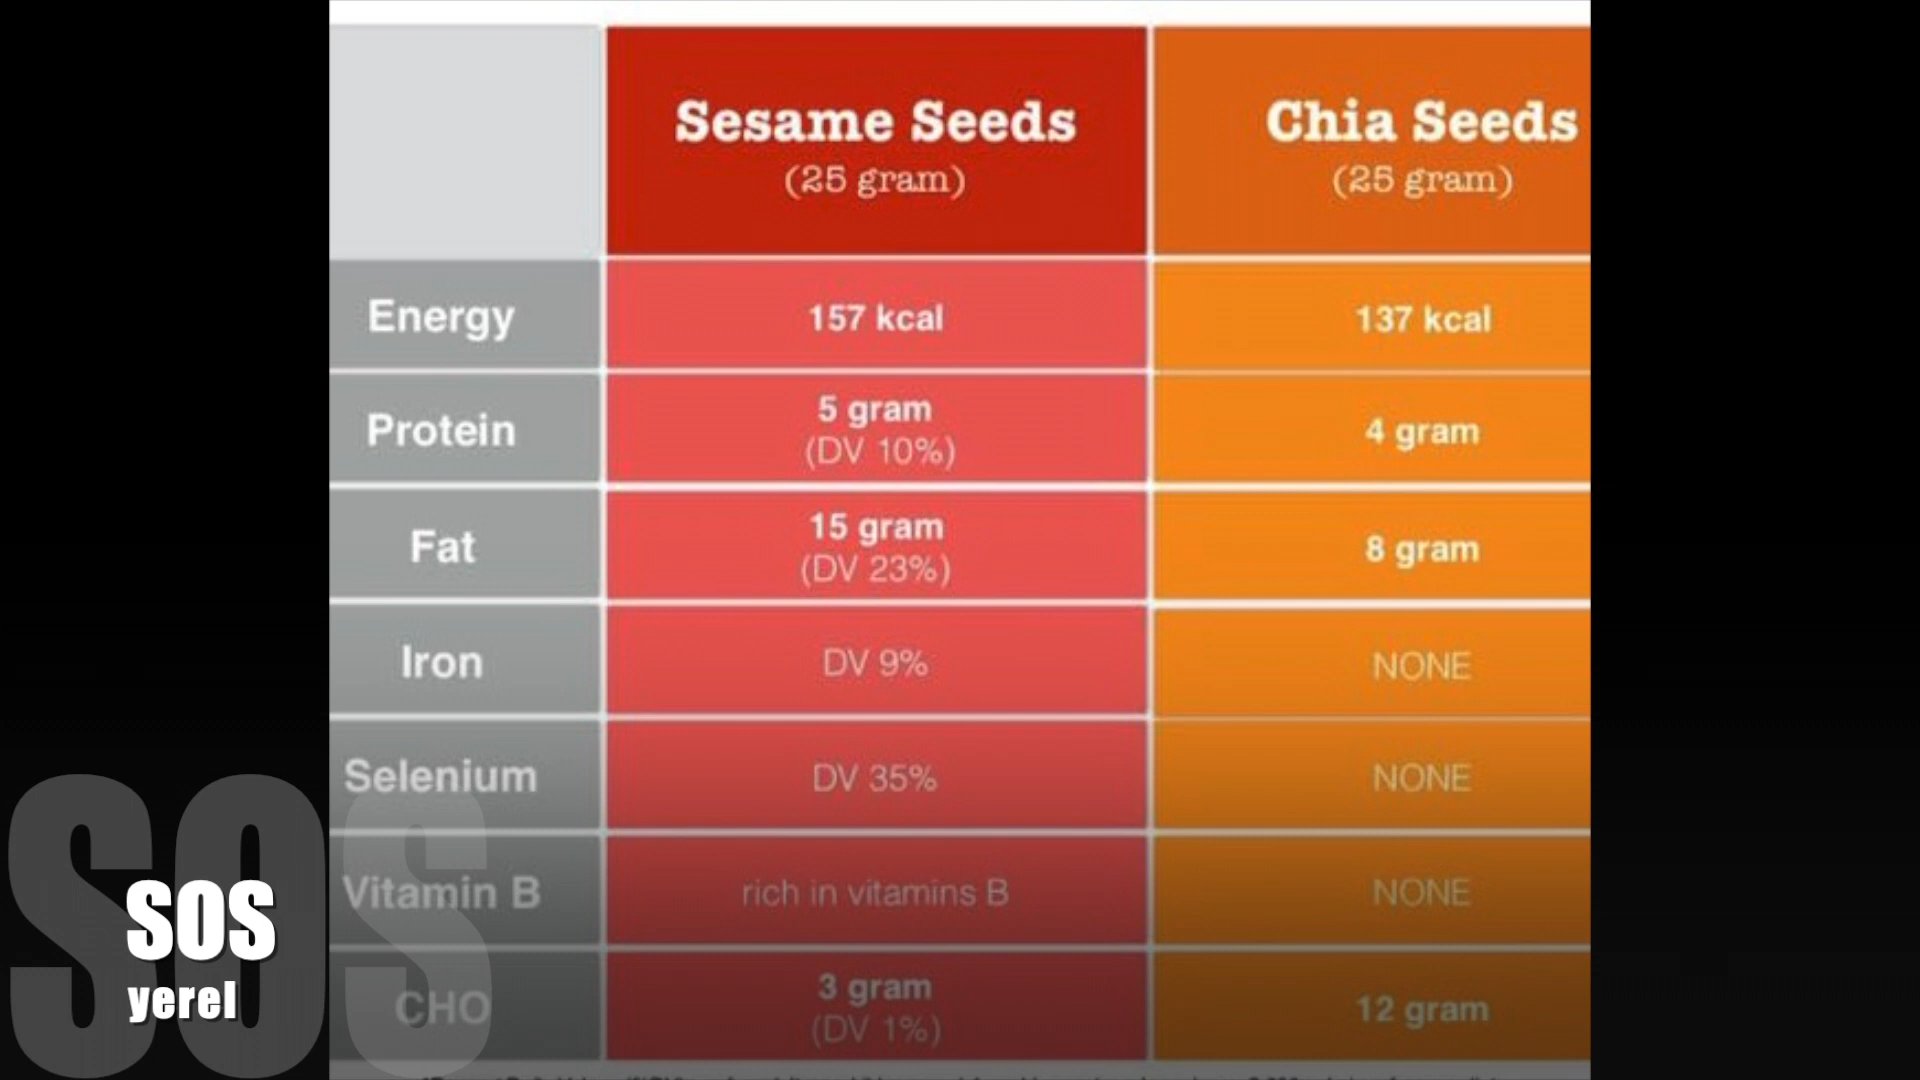 Sesame Seeds
(25 gram)
Chia Seeds
(25 gram)
Energy
157 kcal
137 kcal
Protein
5 gram
(DV 10%)
4 gram
Fat
15 gram
(DV 23%)
8 gram
Iron
DV 9%
NONE
Selenium
DV 35%
NONE
Vitamin B
rich in vitamins B
NONE
CHO
3 gram
(DV 1%)
12 gram
SOS
SOS
yerel